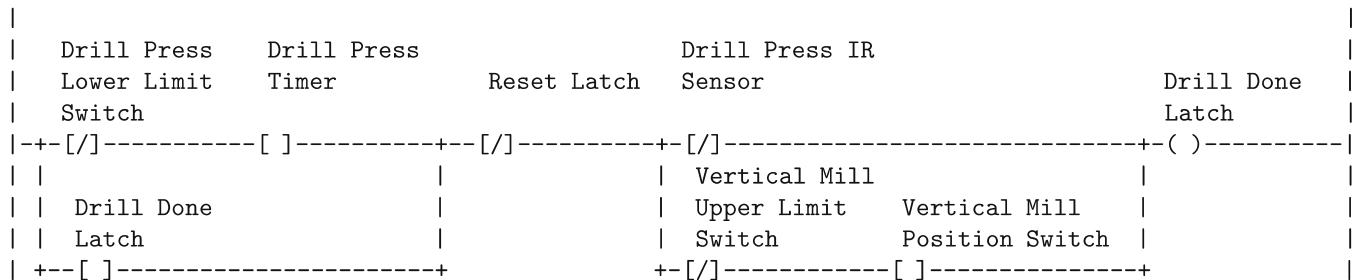 |                                                                                                 |
|   Drill Press    Drill Press                   Drill Press IR                                   |
|   Lower Limit    Timer           Reset Latch   Sensor                             Drill Done    |
|   Switch                                                                          Latch         |
|-+-[/]-----------[ ]----------+--[/]----------+-[/]------------------------------+-( )----------|
| |                            |               |  Vertical Mill                   |              |
| |  Drill Done                |               |  Upper Limit    Vertical Mill    |              |
| |  Latch                     |               |  Switch         Position Switch  |              |
| +--[ ]-----------------------+               +-[/]------------[ ]---------------+              |